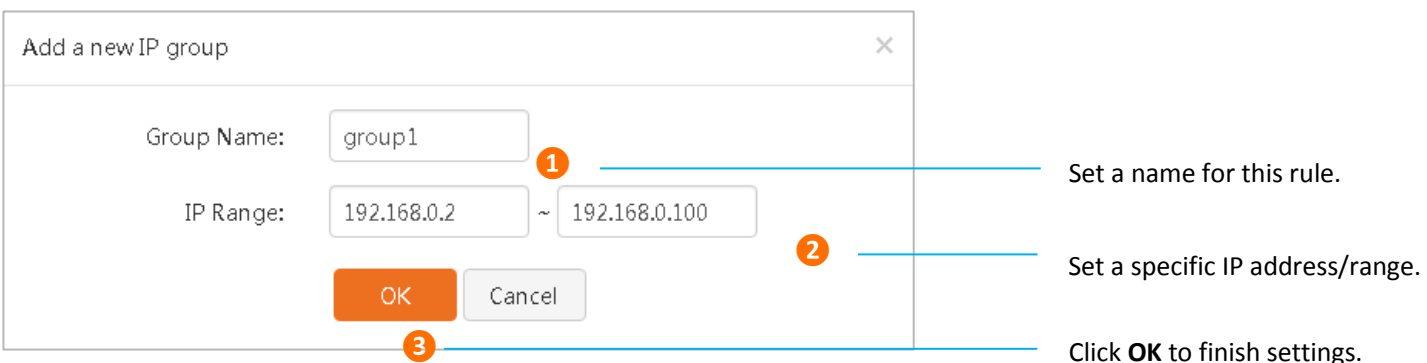 Add a new IP group ×
Group Name: group1
1
Set a name for this rule.
IP Range: 192.168.0.2 ~ 192.168.0.100
2
Set a specific IP address/range.
OK Cancel
3
Click OK to finish settings.